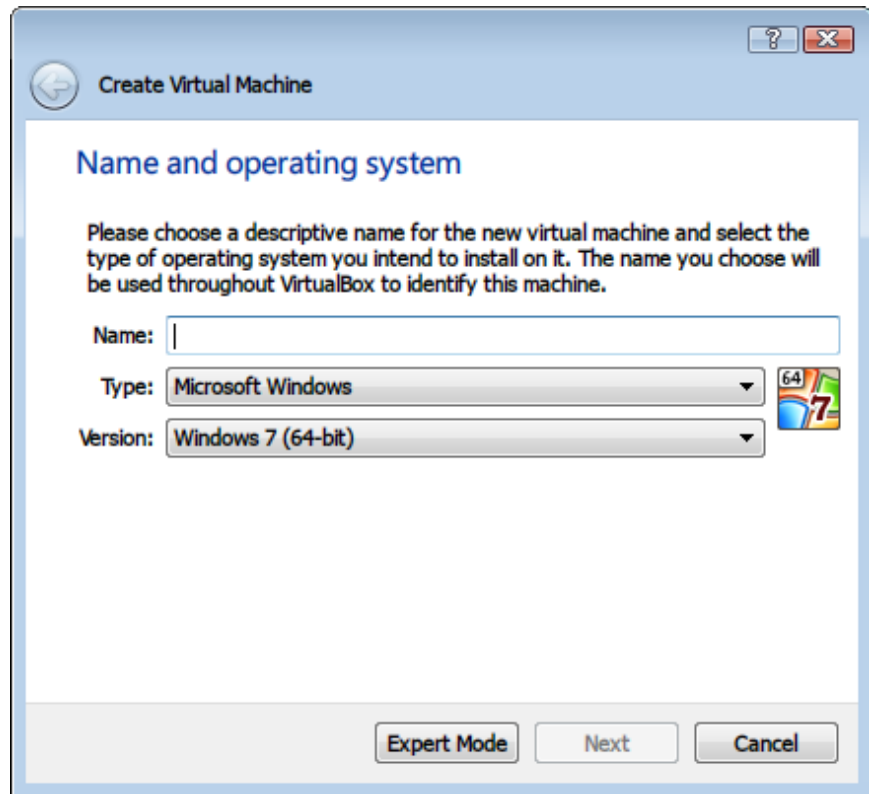 Create Virtual Machine
Name and operating system
Please choose a descriptive name for the new virtual machine and select the
type of operating system you intend to install on it. The name you choose will
be used throughout VirtualBox to identify this machine.
Name:
Type: Microsoft Windows
64
7
Version: Windows 7 (64-bit)
Expert Mode Next Cancel